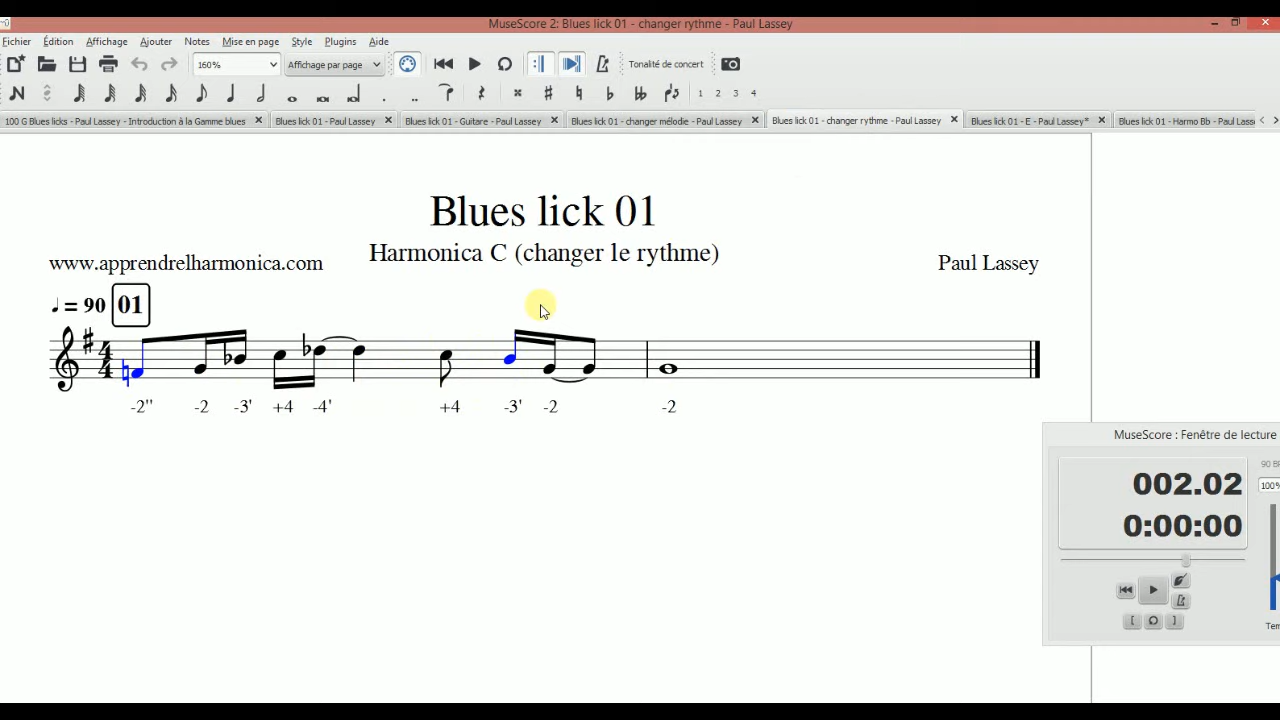 MuseScore 2: Blues lick 01 - changer rythme - Paul Lassey
Fichier Édition Affichage Ajouter Notes Mise en page Style Plugins Aide
160% Affichage par page Tonalité de concert
1 2 3 4
100 G Blues licks - Paul Lassey - Introduction à la Gamme blues Blues lick 01 - Paul Lassey Blues lick 01 - Guitare - Paul Lassey Blues lick 01 - changer mélodie - Paul Lassey Blues lick 01 - changer rythme - Paul Lassey Blues lick 01 - E - Paul Lassey* Blues lick 01 - Harmo Bb - Paul Lass
Blues lick 01
Harmonica C (changer le rythme)
www.apprendrelharmonica.com Paul Lassey
♩ = 90 01
4
4
-2'' -2 -3' +4 -4' +4 -3' -2 -2
MuseScore : Fenêtre de lecture
90 B
002.02 100%
0:00:00
Tem